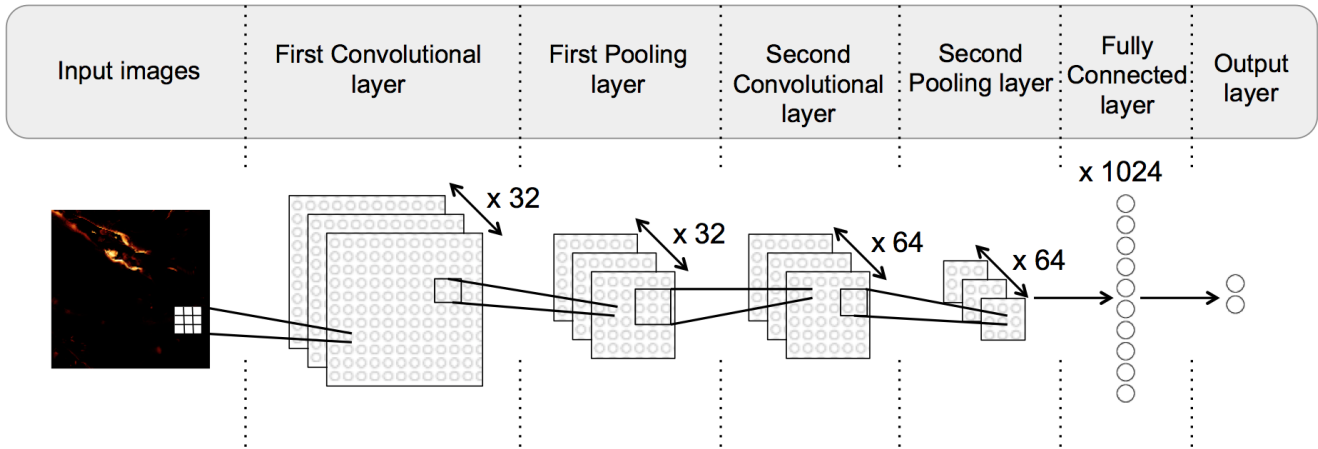 Input images
First Convolutional
layer
First Pooling
layer
Second
Convolutional
layer
Second
Pooling layer
Fully
Connected
layer
Output
layer
x 32
x 32
x 64
x 64
x 1024